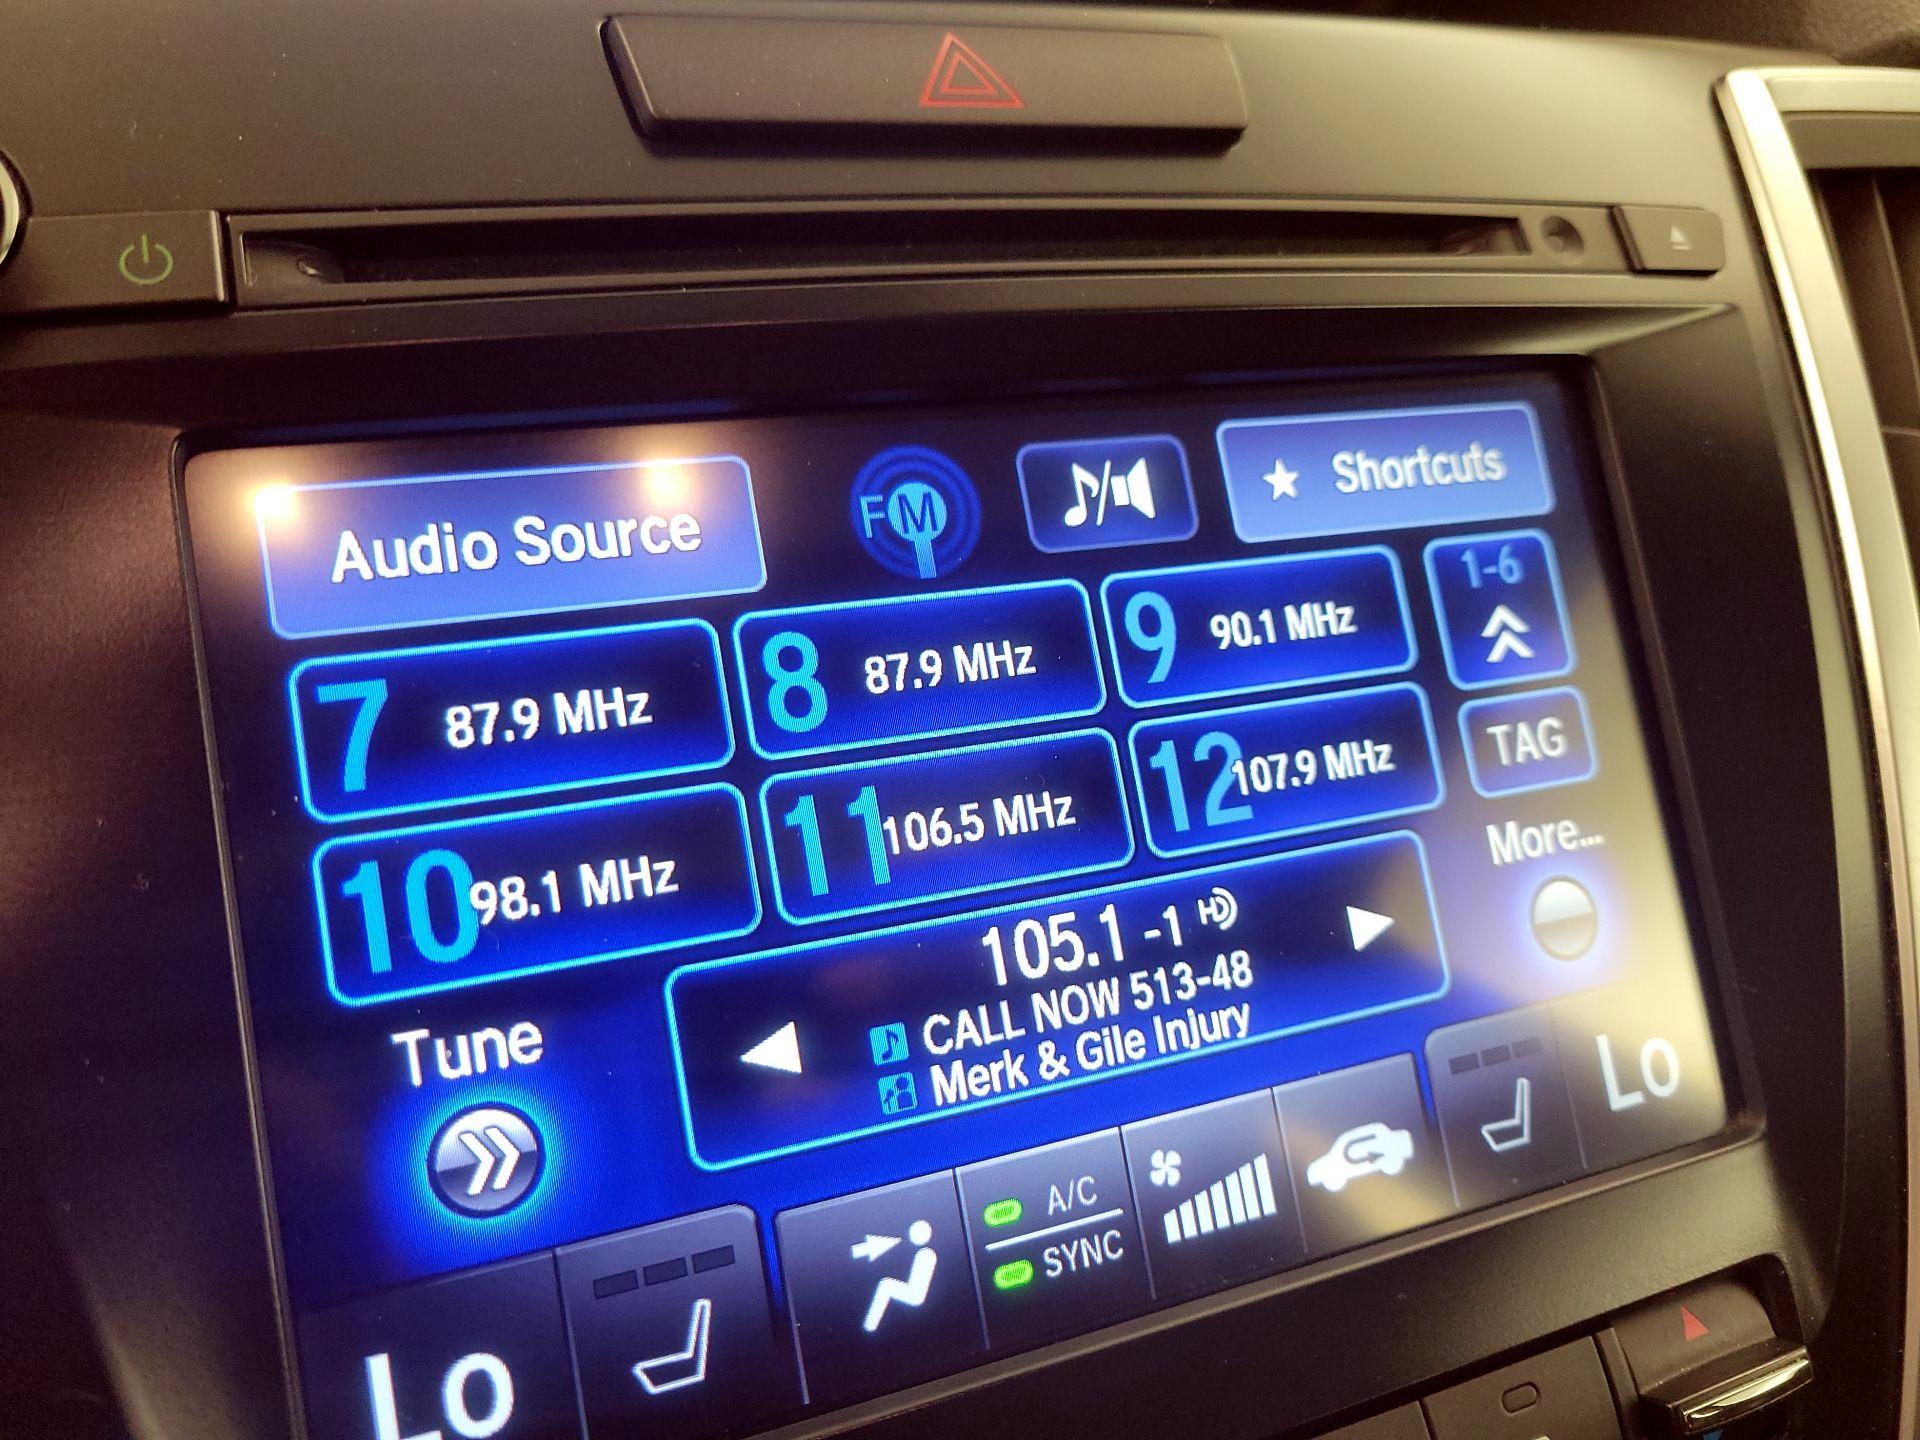 Audio Source
FM
Shortcuts
7 87.9 MHz
8 87.9 MHz
9 90.1 MHz
1-6
10 98.1 MHz
11 106.5 MHz
12 107.9 MHz
TAG
More...
Tune
105.1 -1 HD
CALL NOW 513-48
Merk & Gile Injury
Lo
A/C
SYNC
Lo